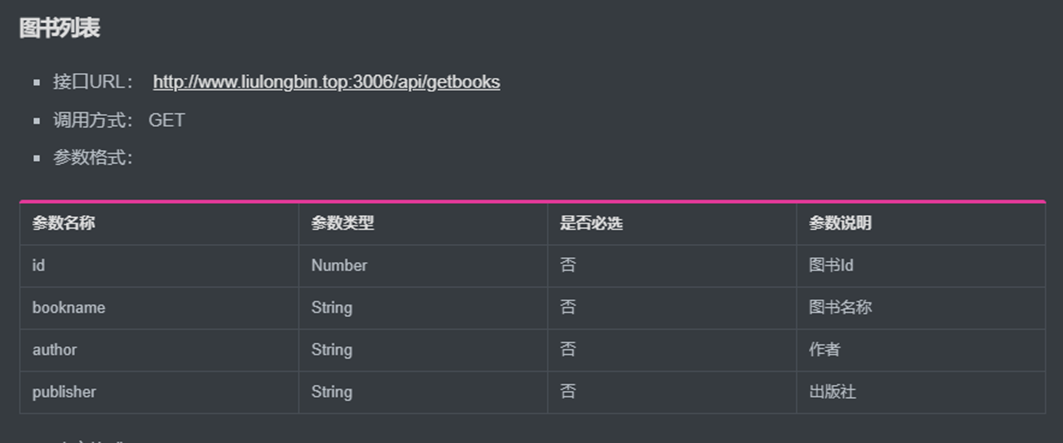 图书列表
接口URL： http://www.liulongbin.top:3006/api/getbooks
调用方式： GET
参数格式：
参数名称 参数类型 是否必选 参数说明
id Number 否 图书Id
bookname String 否 图书名称
author String 否 作者
publisher String 否 出版社